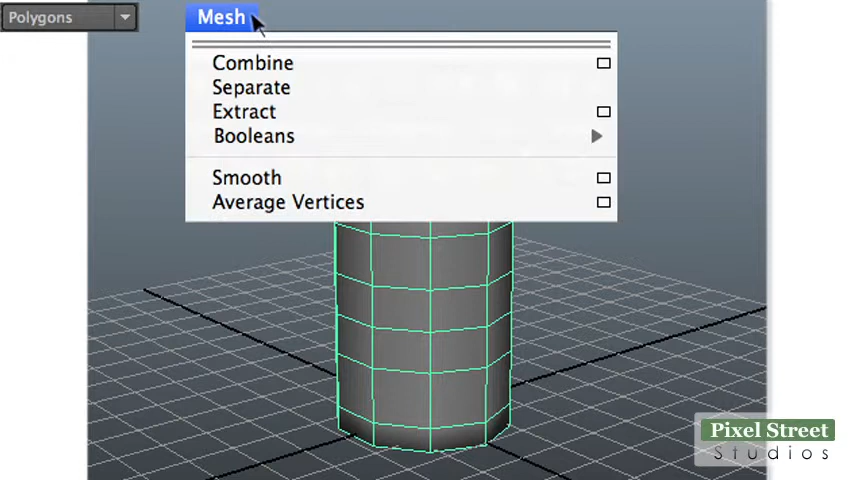 Polygons
Mesh
Combine
Separate
Extract
Booleans
Smooth
Average Vertices
Pixel Street
Studios